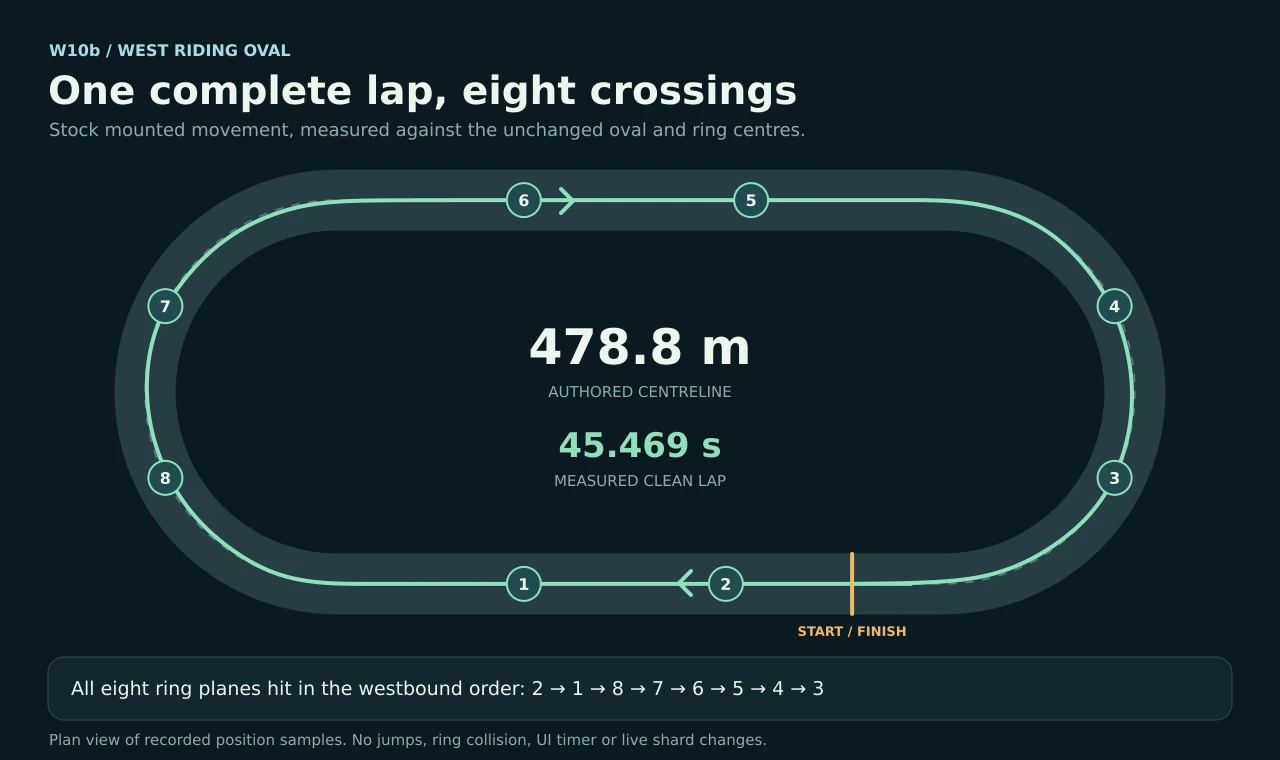 W10b / WEST RIDING OVAL
One complete lap, eight crossings
Stock mounted movement, measured against the unchanged oval and ring centres.
6
5
7
4
478.8 m
AUTHORED CENTRELINE
45.469 s
MEASURED CLEAN LAP
8
3
1
2
START / FINISH
All eight ring planes hit in the westbound order: 2 → 1 → 8 → 7 → 6 → 5 → 4 → 3
Plan view of recorded position samples. No jumps, ring collision, UI timer or live shard changes.